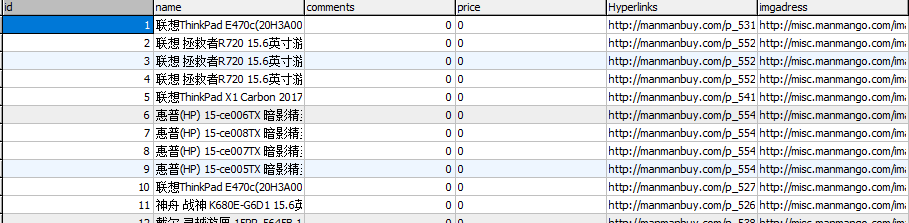 id name comments price Hyperlinks imgadress
1 联想ThinkPad E470c(20H3A00 0 0 http://manmanbuy.com/p_531 http://misc.manmango.com/ima
2 联想 拯救者R720 15.6英寸游 0 0 http://manmanbuy.com/p_552 http://misc.manmango.com/ima
3 联想 拯救者R720 15.6英寸游 0 0 http://manmanbuy.com/p_552 http://misc.manmango.com/ima
4 联想 拯救者R720 15.6英寸游 0 0 http://manmanbuy.com/p_552 http://misc.manmango.com/ima
5 联想ThinkPad X1 Carbon 2017 0 0 http://manmanbuy.com/p_541 http://misc.manmango.com/ima
6 惠普(HP) 15-ce006TX 暗影精 0 0 http://manmanbuy.com/p_554 http://misc.manmango.com/ima
7 惠普(HP) 15-ce008TX 暗影精 0 0 http://manmanbuy.com/p_554 http://misc.manmango.com/ima
8 惠普(HP) 15-ce007TX 暗影精 0 0 http://manmanbuy.com/p_554 http://misc.manmango.com/ima
9 惠普(HP) 15-ce005TX 暗影精 0 0 http://manmanbuy.com/p_554 http://misc.manmango.com/ima
10 联想ThinkPad E470c(20H3A00 0 0 http://manmanbuy.com/p_527 http://misc.manmango.com/ima
11 神舟 战神 K680E-G6D1 15.6英 0 0 http://manmanbuy.com/p_526 http://misc.manmango.com/ima